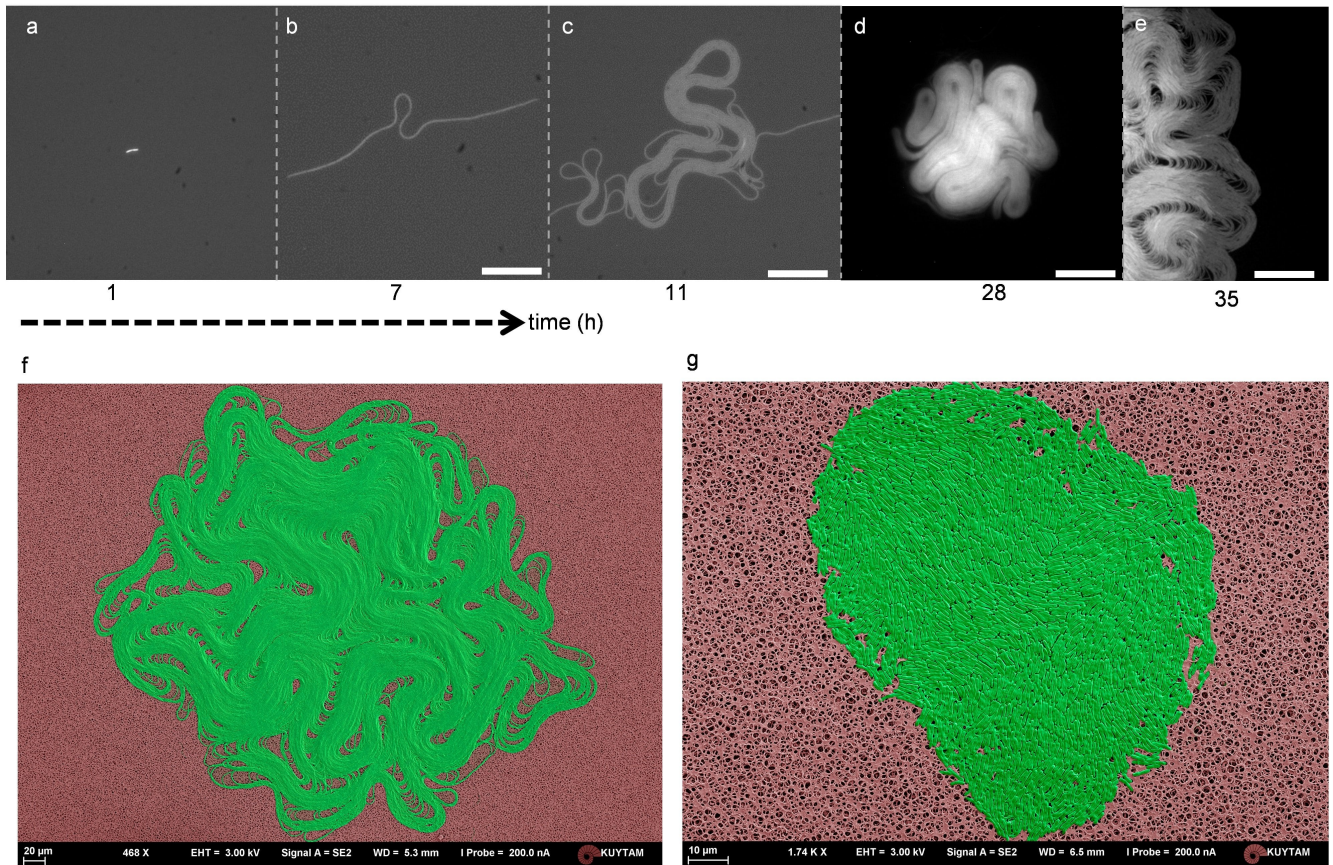 a b c d e
1 7 11 28 35
time (h)
f g
20 µm 468 X EHT = 3.00 kV Signal A = SE2 WD = 5.3 mm I Probe = 200.0 nA KUYTAM
10 µm 1.74 K X EHT = 3.00 kV Signal A = SE2 WD = 6.5 mm I Probe = 200.0 nA KUYTAM